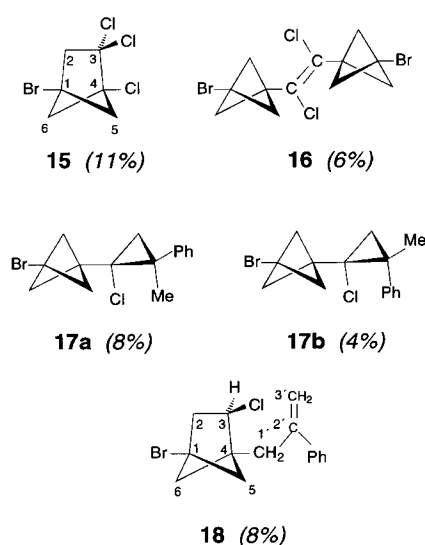 Cl
Cl
2
3
Br
1
4
Cl
6
5
15 (11%)
Cl
Br
Br
Cl
16 (6%)
Br
Ph
Cl
Me
17a (8%)
Br
Me
Cl
Ph
17b (4%)
H
Cl
3´CH₂
2
3
1´
2´C
Br
1
4
CH₂
Ph
6
5
18 (8%)